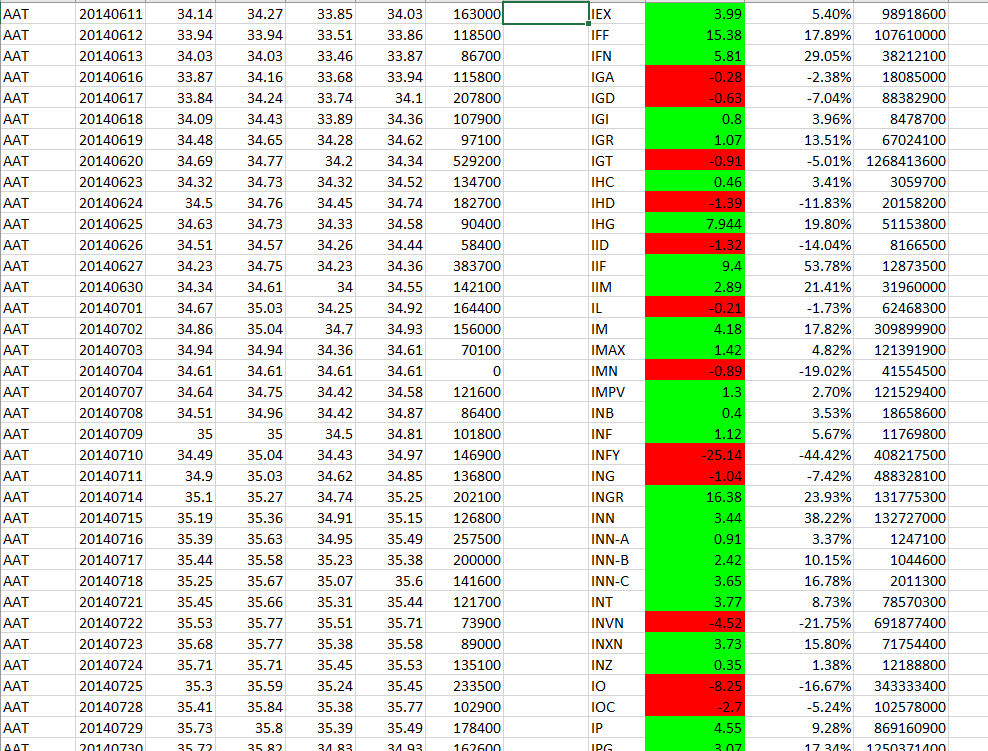 AAT 20140611 34.14 34.27 33.85 34.03 163000 IEX 3.99 5.40% 98918600
AAT 20140612 33.94 33.94 33.51 33.86 118500 IFF 15.38 17.89% 107610000
AAT 20140613 34.03 34.03 33.46 33.87 86700 IFN 5.81 29.05% 38212100
AAT 20140616 33.87 34.16 33.68 33.94 115800 IGA -0.28 -2.38% 18085000
AAT 20140617 33.84 34.24 33.74 34.1 207800 IGD -0.63 -7.04% 88382900
AAT 20140618 34.09 34.43 33.89 34.36 107900 IGI 0.8 3.96% 8478700
AAT 20140619 34.48 34.65 34.28 34.62 97100 IGR 1.07 13.51% 67024100
AAT 20140620 34.69 34.77 34.2 34.34 529200 IGT -0.91 -5.01% 1268413600
AAT 20140623 34.32 34.73 34.32 34.52 134700 IHC 0.46 3.41% 3059700
AAT 20140624 34.5 34.76 34.45 34.74 182700 IHD -1.39 -11.83% 20158200
AAT 20140625 34.63 34.73 34.33 34.58 90400 IHG 7.944 19.80% 51153800
AAT 20140626 34.51 34.57 34.26 34.44 58400 IID -1.32 -14.04% 8166500
AAT 20140627 34.23 34.75 34.23 34.36 383700 IIF 9.4 53.78% 12873500
AAT 20140630 34.34 34.61 34 34.55 142100 IIM 2.89 21.41% 31960000
AAT 20140701 34.67 35.03 34.25 34.92 164400 IL -0.21 -1.73% 62468300
AAT 20140702 34.86 35.04 34.7 34.93 156000 IM 4.18 17.82% 309899900
AAT 20140703 34.94 34.94 34.36 34.61 70100 IMAX 1.42 4.82% 121391900
AAT 20140704 34.61 34.61 34.61 34.61 0 IMN -0.89 -19.02% 41554500
AAT 20140707 34.64 34.75 34.42 34.58 121600 IMPV 1.3 2.70% 121529400
AAT 20140708 34.51 34.96 34.42 34.87 86400 INB 0.4 3.53% 18658600
AAT 20140709 35 35 34.5 34.81 101800 INF 1.12 5.67% 11769800
AAT 20140710 34.49 35.04 34.43 34.97 146900 INFY -25.14 -44.42% 408217500
AAT 20140711 34.9 35.03 34.62 34.85 136800 ING -1.04 -7.42% 488328100
AAT 20140714 35.1 35.27 34.74 35.25 202100 INGR 16.38 23.93% 131775300
AAT 20140715 35.19 35.36 34.91 35.15 126800 INN 3.44 38.22% 132727000
AAT 20140716 35.39 35.63 34.95 35.49 257500 INN-A 0.91 3.37% 1247100
AAT 20140717 35.44 35.58 35.23 35.38 200000 INN-B 2.42 10.15% 1044600
AAT 20140718 35.25 35.67 35.07 35.6 141600 INN-C 3.65 16.78% 2011300
AAT 20140721 35.45 35.66 35.31 35.44 121700 INT 3.77 8.73% 78570300
AAT 20140722 35.53 35.77 35.51 35.71 73900 INVN -4.52 -21.75% 691877400
AAT 20140723 35.68 35.77 35.38 35.58 89000 INXN 3.73 15.80% 71754400
AAT 20140724 35.71 35.71 35.45 35.53 135100 INZ 0.35 1.38% 12188800
AAT 20140725 35.3 35.59 35.24 35.45 233500 IO -8.25 -16.67% 343333400
AAT 20140728 35.41 35.84 35.38 35.77 102900 IOC -2.7 -5.24% 102578000
AAT 20140729 35.73 35.8 35.39 35.49 178400 IP 4.55 9.28% 869160900
AAT 20140730 35.72 35.82 34.83 34.93 162600 IPG 3.07 17.34% 1250371400